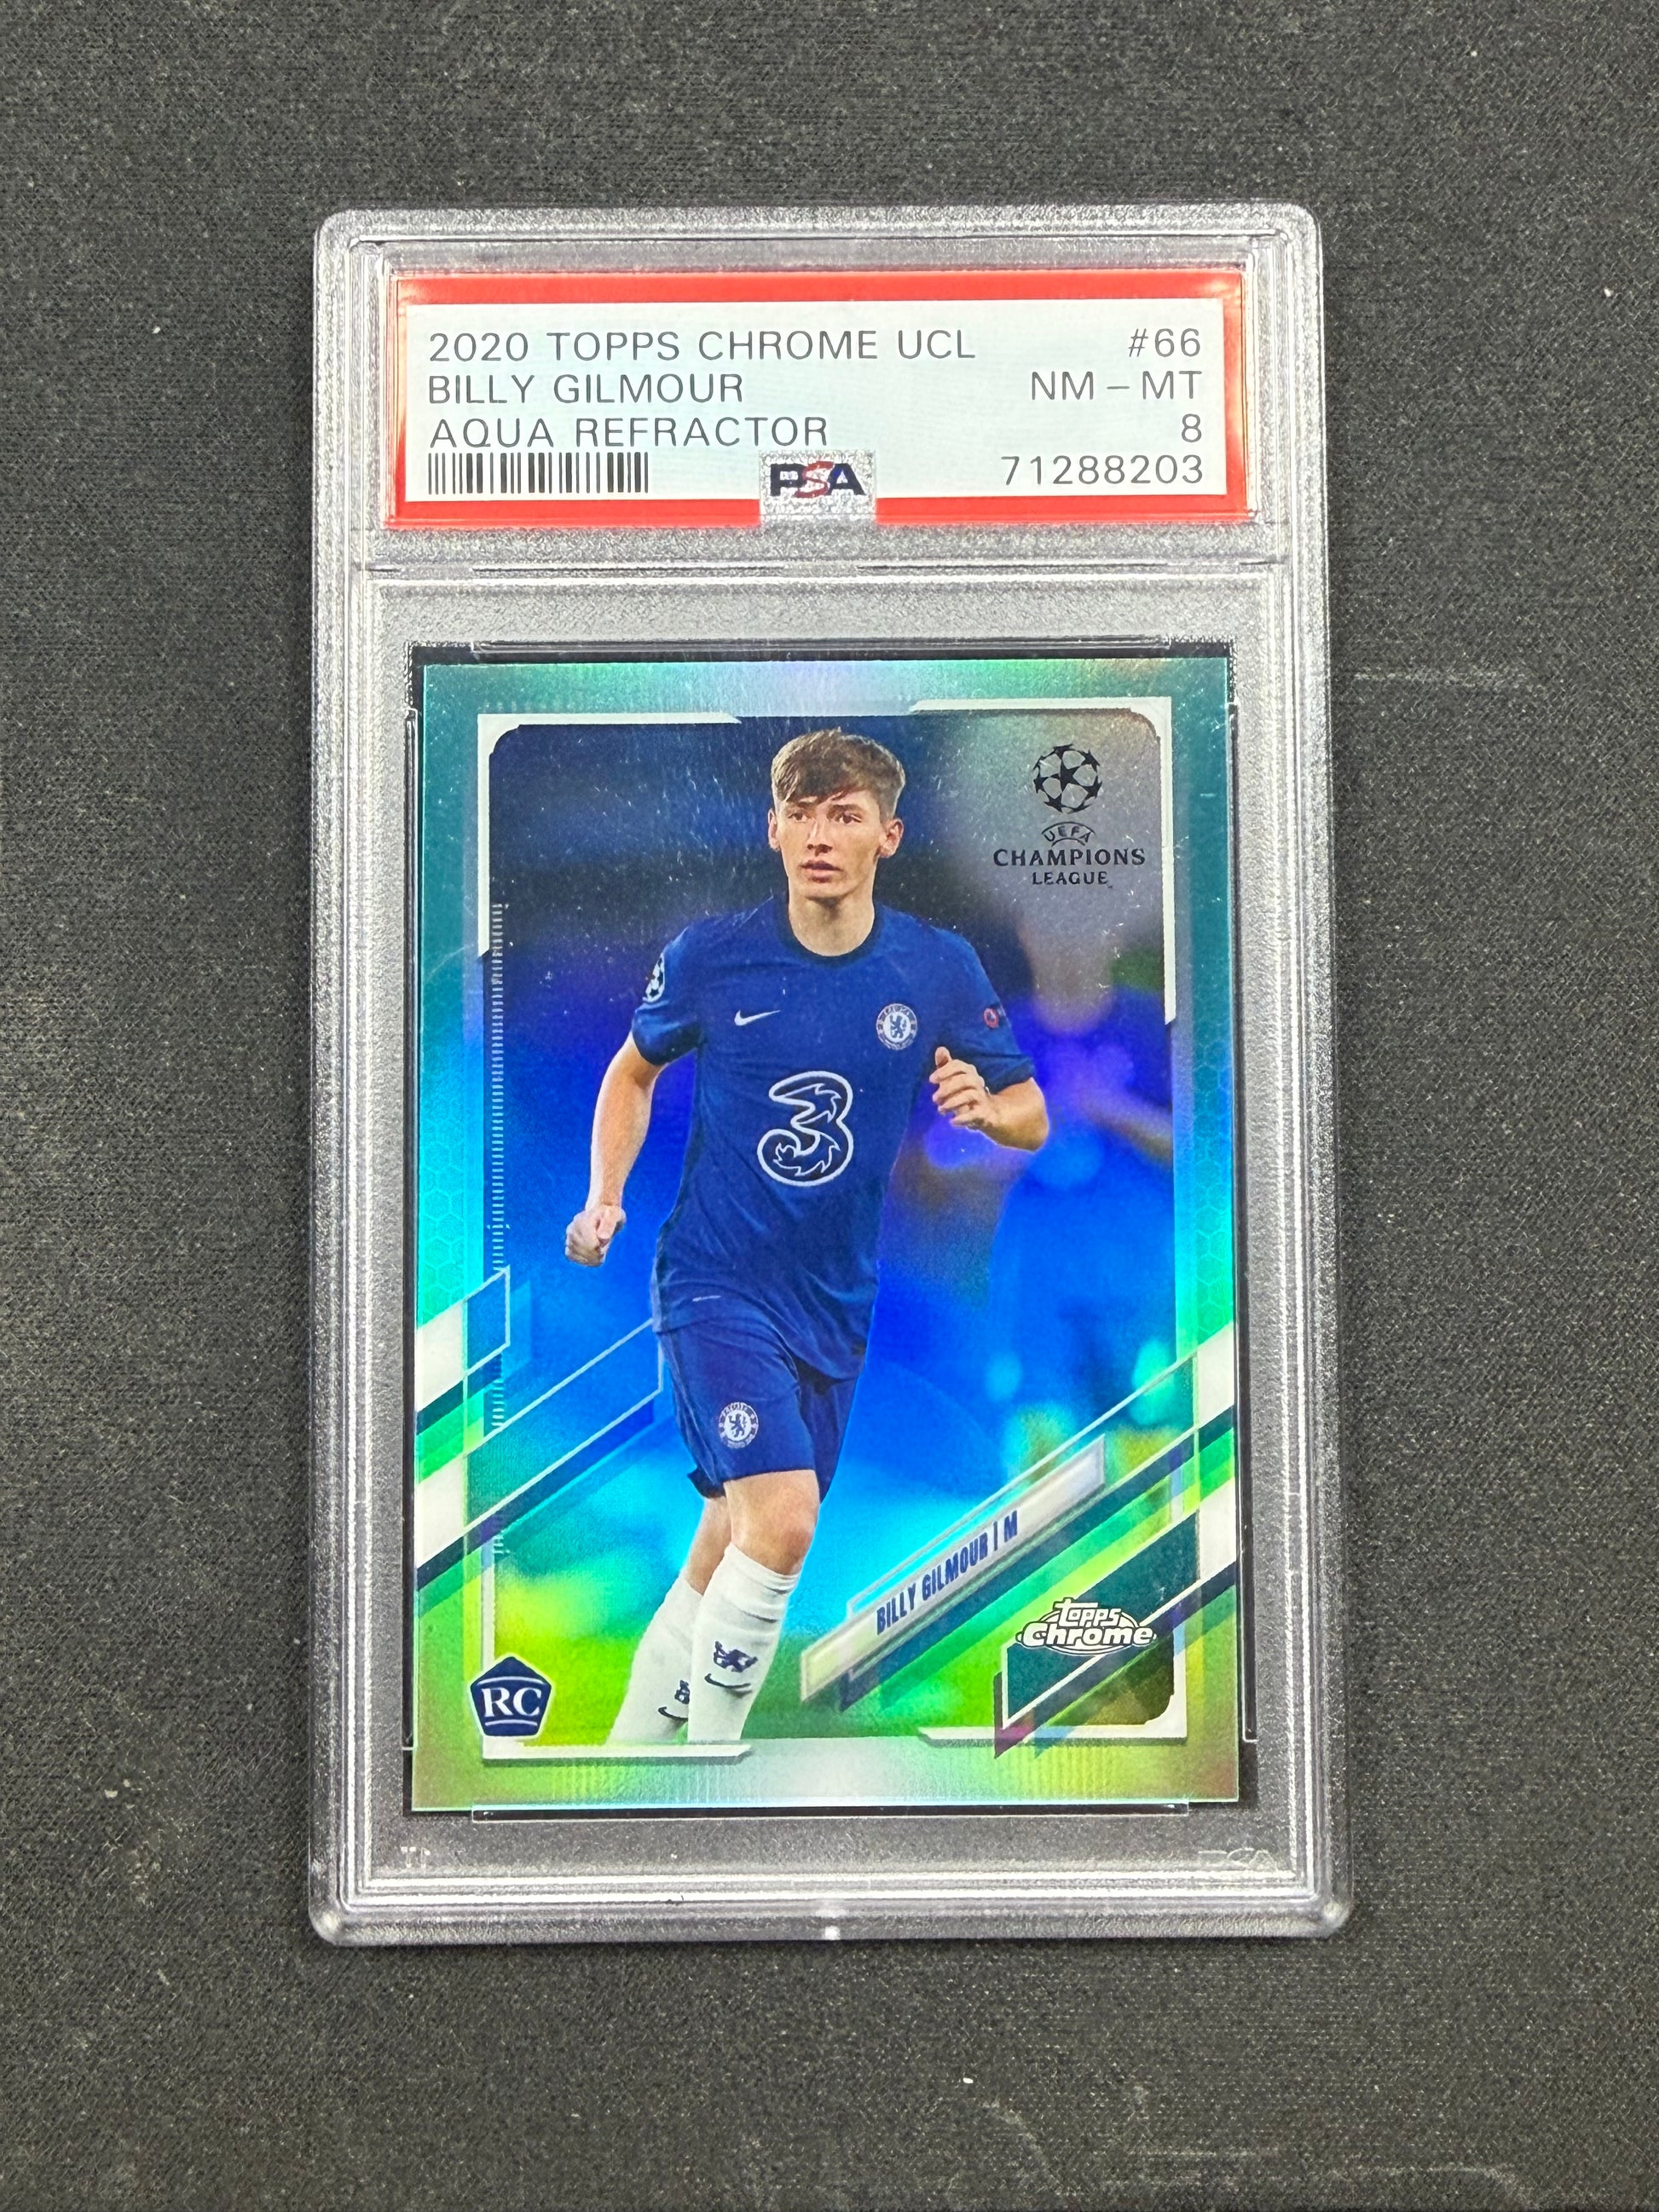 2020 TOPPS CHROME UCL #66
BILLY GILMOUR NM - MT
AQUA REFRACTOR 8
PSA 71288203
UEFA
CHAMPIONS
LEAGUE
3
BILLY GILMOUR | M
topps
Chrome
RC